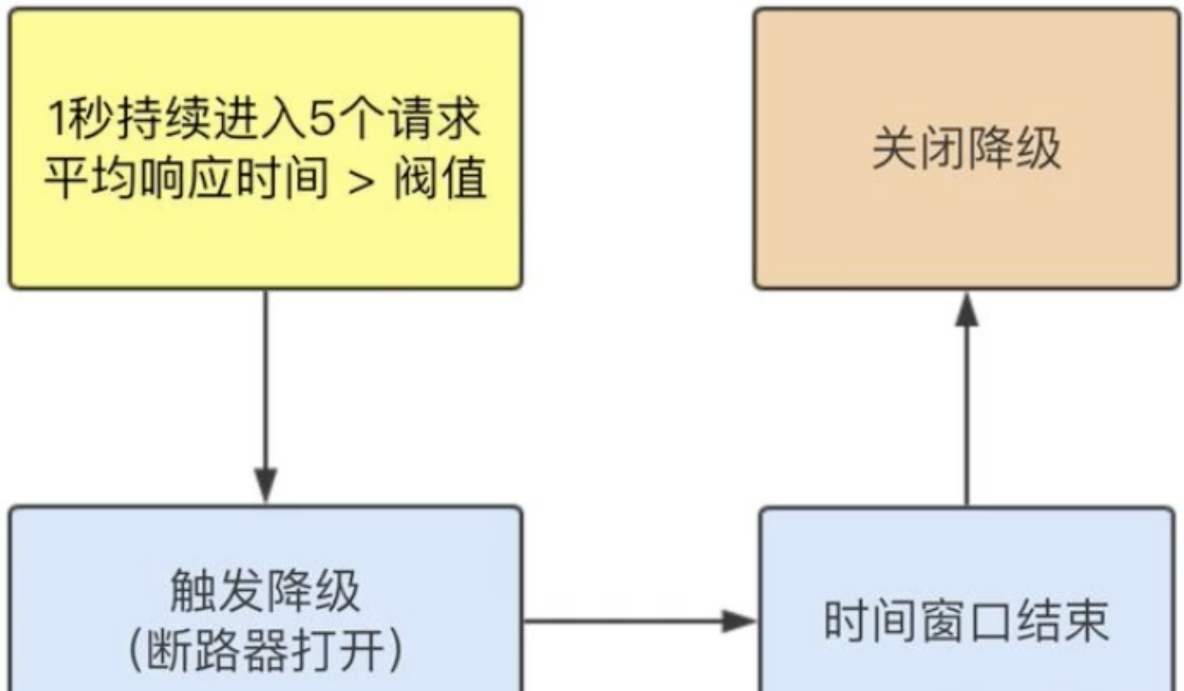 1秒持续进入5个请求
平均响应时间 > 阀值
触发降级
(断路器打开)
时间窗口结束
关闭降级